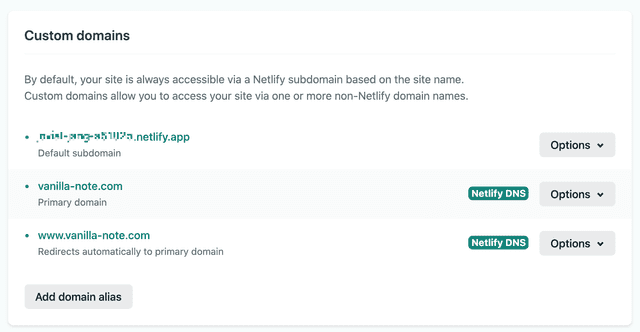 Custom domains
By default, your site is always accessible via a Netlify subdomain based on the site name.
Custom domains allow you to access your site via one or more non-Netlify domain names.
.netlify.app
Options
Default subdomain
vanilla-note.com
Netlify DNS
Options
Primary domain
www.vanilla-note.com
Netlify DNS
Options
Redirects automatically to primary domain
Add domain alias